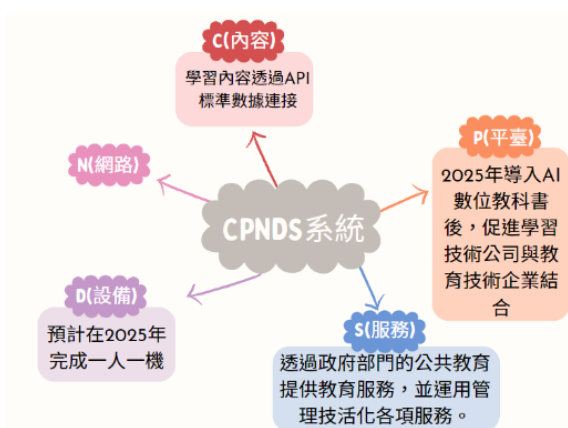 C(內容)
學習內容透過API
標準數據連接
N(網路)
P(平臺)
2025年導入AI
數位教科書
後，促進學習
技術公司與教
育技術企業結
合
CPNDS系統
D(設備)
預計在2025年
完成一人一機
S(服務)
透過政府部門的公共教育
提供教育服務，並運用管
理技活化各項服務。